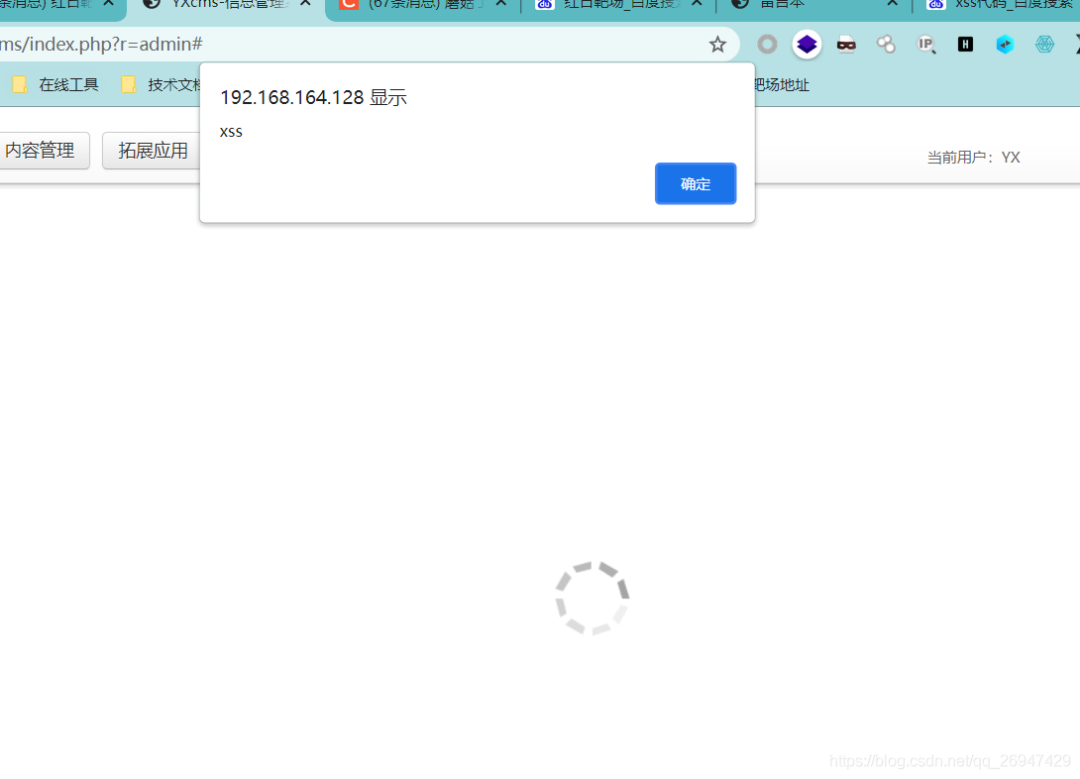 条消息) 红日
YXcms-信息管理
(67条消息) 蘑菇
红日靶场_百度搜
留言本
xss代码_百度搜索
ms/index.php?r=admin#
在线工具
技术文档
靶场地址
192.168.164.128 显示
xss
确定
内容管理
拓展应用
当前用户：YX
https://blog.csdn.net/qq_26947429